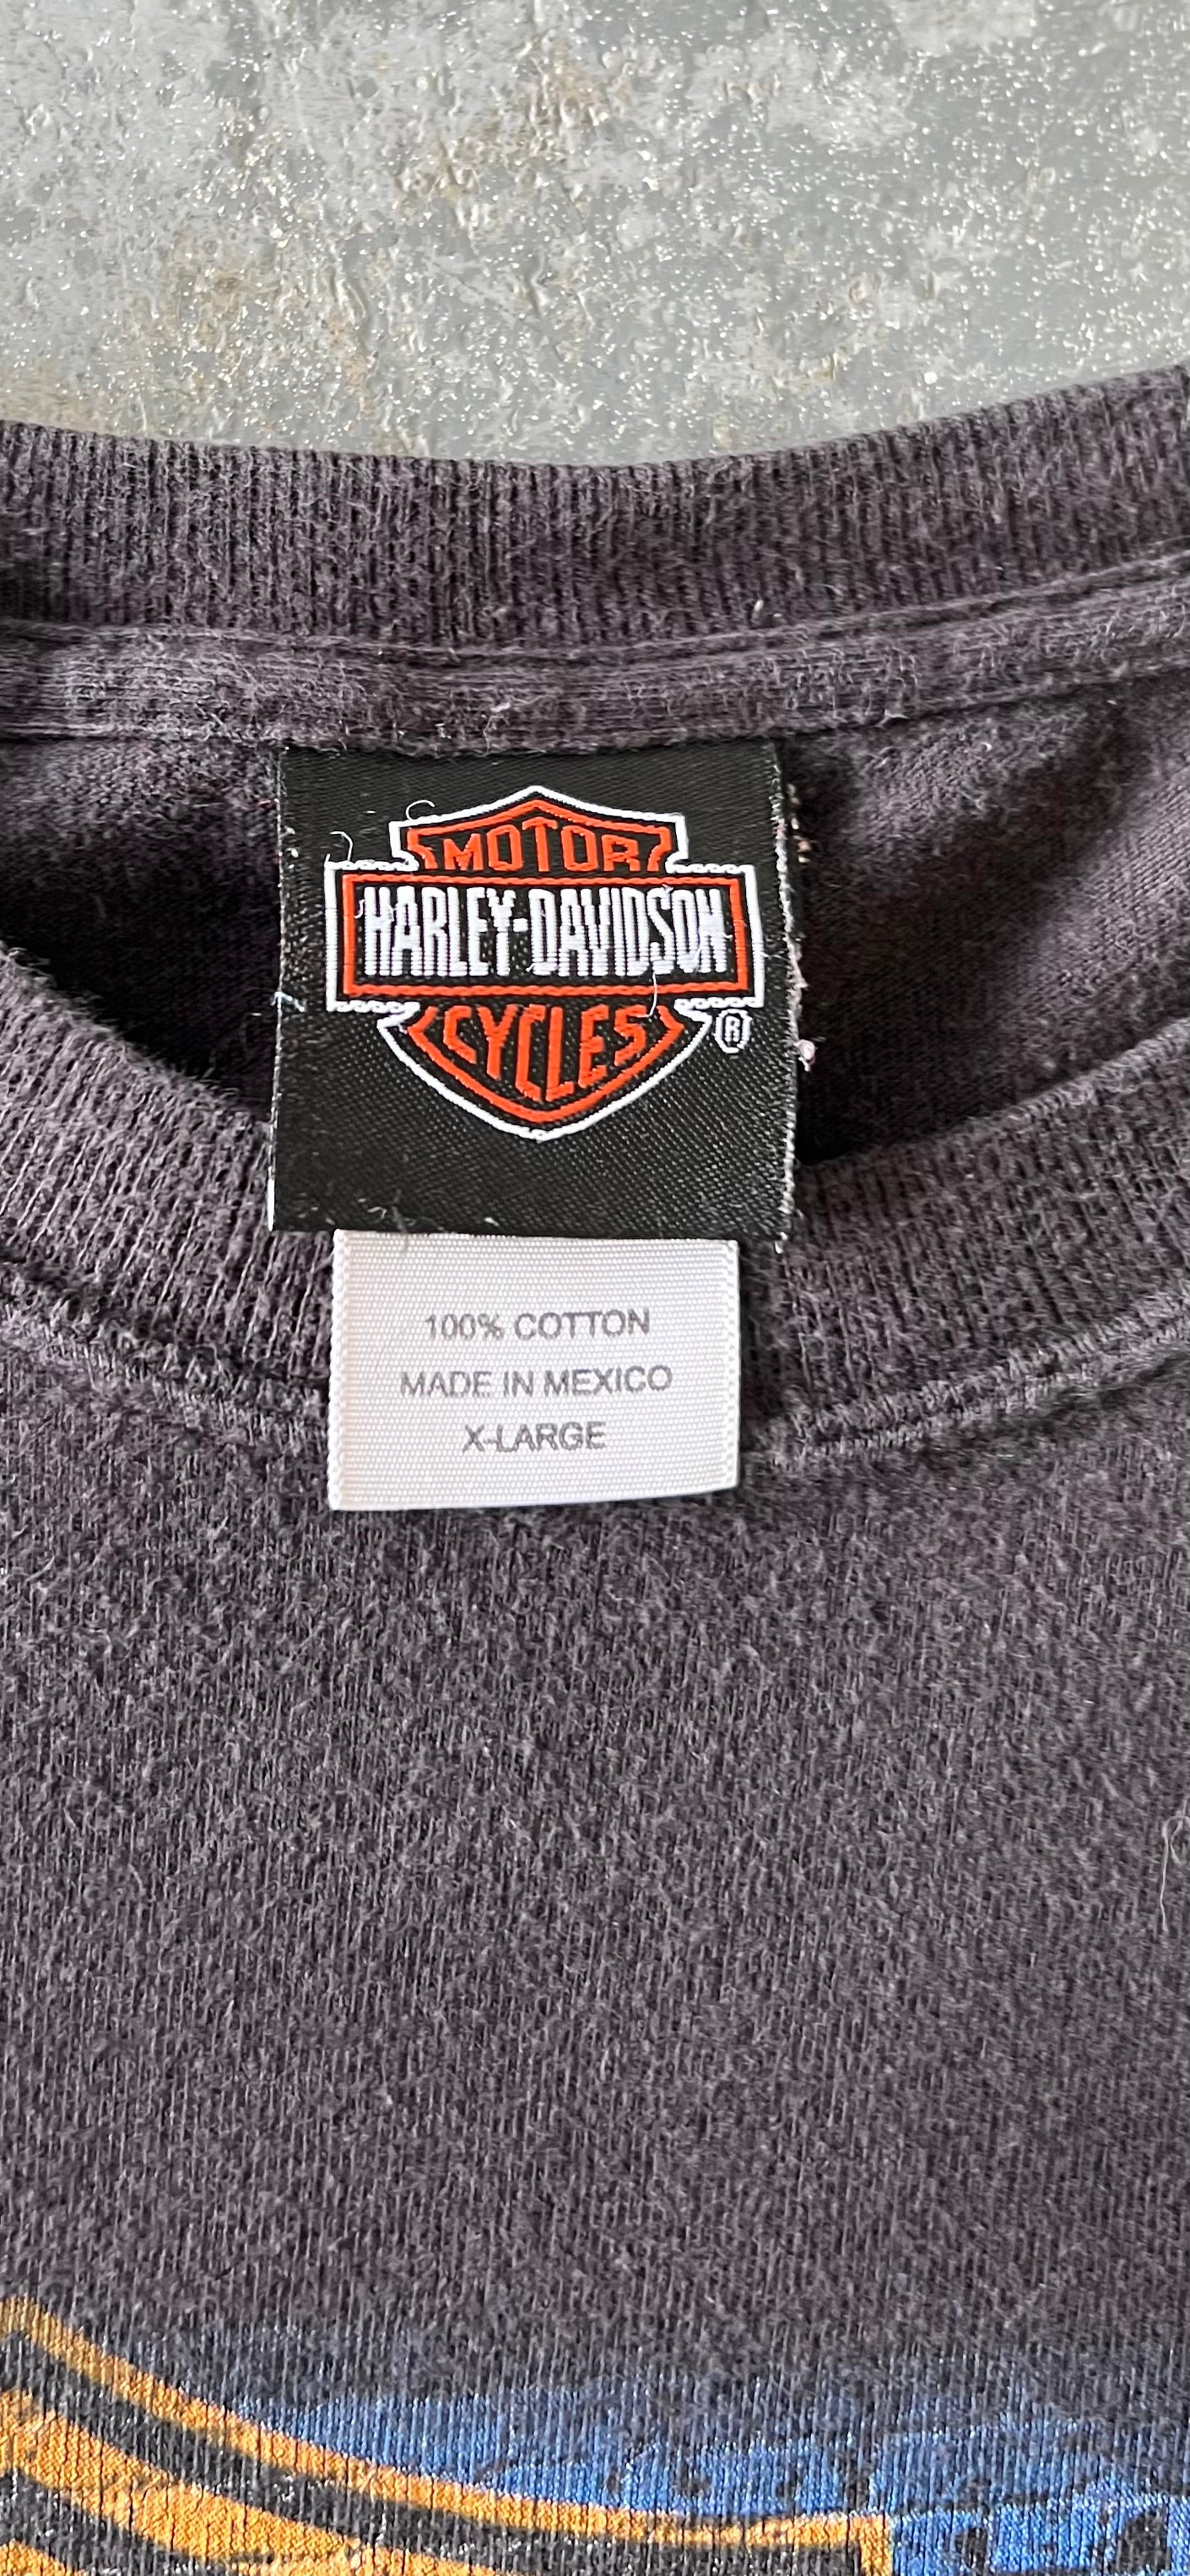 MOTOR
HARLEY-DAVIDSON
CYCLES
®
100% COTTON
MADE IN MEXICO
X-LARGE